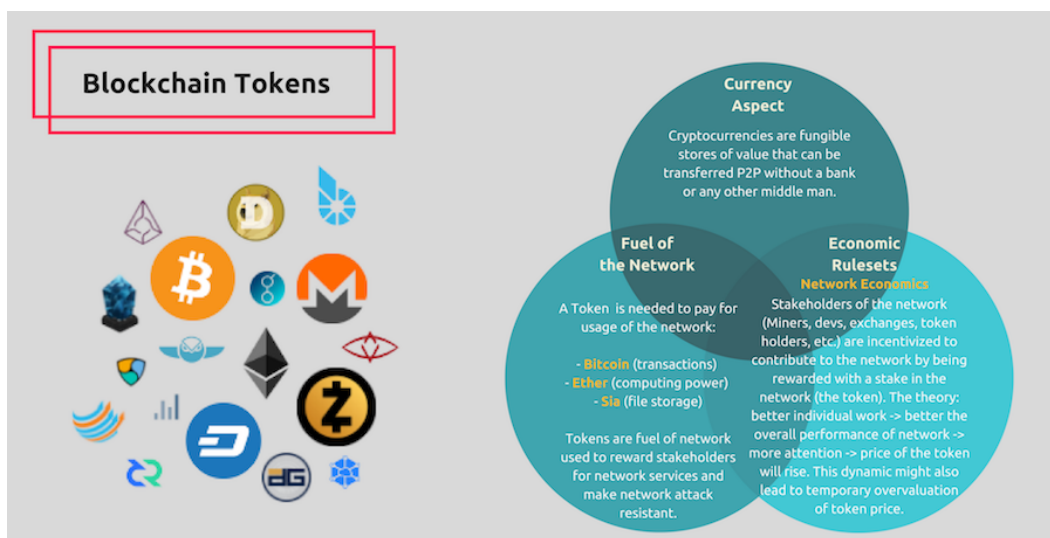 Blockchain Tokens
Currency
Aspect
Cryptocurrencies are fungible
stores of value that can be
transferred P2P without a bank
or any other middle man.
Fuel of
the Network
A Token is needed to pay for
usage of the network:
- Bitcoin (transactions)
- Ether (computing power)
- Sia (file storage)
Tokens are fuel of network
used to reward stakeholders
for network services and
make network attack
resistant.
Economic
Rulesets
Network Economics
Stakeholders of the network
(Miners, devs, exchanges, token
holders, etc.) are incentivized to
contribute to the network by being
rewarded with a stake in the
network (the token). The theory:
better individual work -> better the
overall performance of network ->
more attention -> price of the token
will rise. This dynamic might also
lead to temporary overvaluation
of token price.